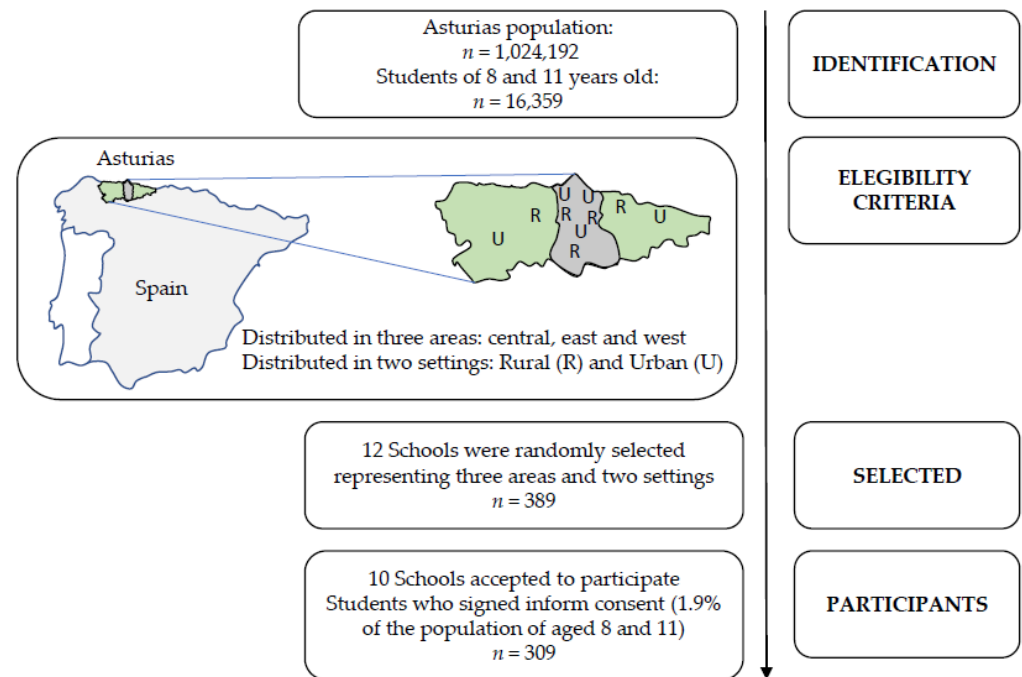 Asturias population:
n = 1,024,192
Students of 8 and 11 years old:
n = 16,359
IDENTIFICATION
Asturias
Spain
U
R
U
U
R
R
U
R
R
U
Distributed in three areas: central, east and west
Distributed in two settings: Rural (R) and Urban (U)
ELEGIBILITY
CRITERIA
12 Schools were randomly selected
representing three areas and two settings
n = 389
SELECTED
10 Schools accepted to participate
Students who signed inform consent (1.9%
of the population of aged 8 and 11)
n = 309
PARTICIPANTS